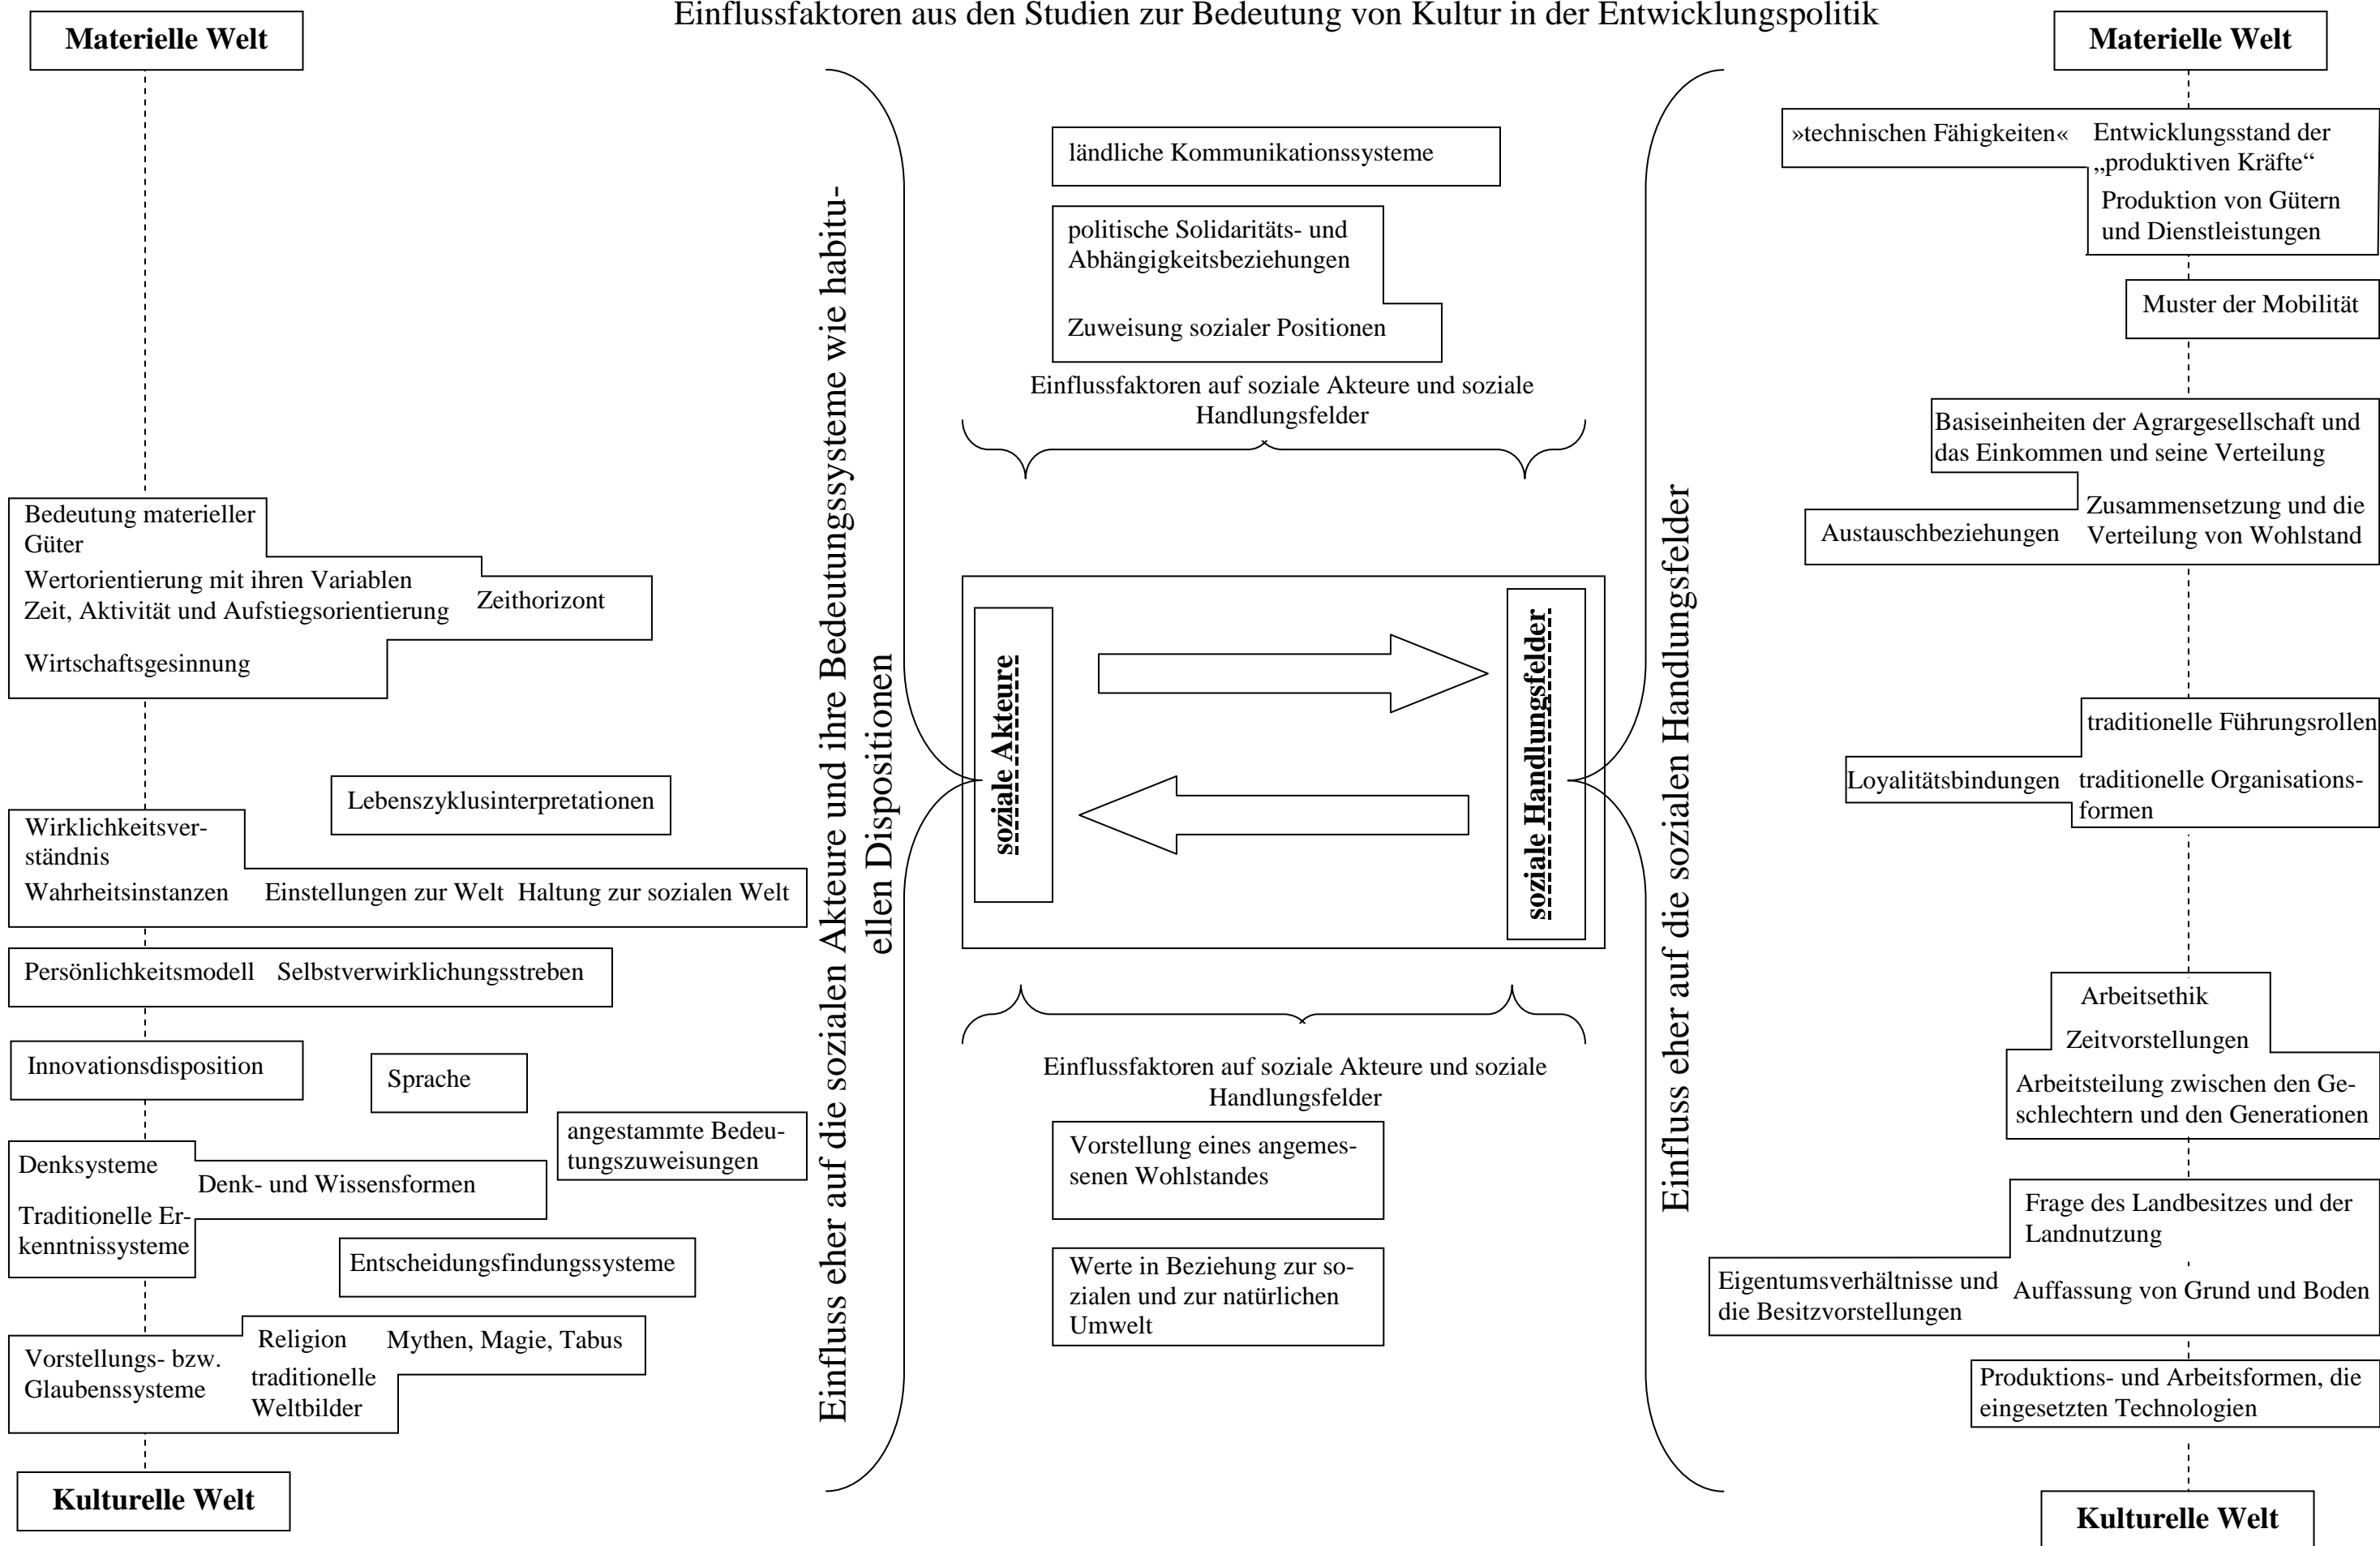 Einflussfaktoren aus den Studien zur Bedeutung von Kultur in der Entwicklungspolitik
Materielle Welt
Bedeutung materieller
Güter
Wertorientierung mit ihren Variablen
Zeit, Aktivität und Aufstiegsorientierung
Zeithorizont
Wirtschaftsgesinnung
Lebenszyklusinterpretationen
Wirklichkeitsver-
ständnis
Wahrheitsinstanzen Einstellungen zur Welt Haltung zur sozialen Welt
Persönlichkeitsmodell Selbstverwirklichungsstreben
Innovationsdisposition
Sprache
angestammte Bedeu-
tungszuweisungen
Denksysteme
Denk- und Wissensformen
Traditionelle Er-
kenntnissysteme
Entscheidungsfindungssysteme
Religion Mythen, Magie, Tabus
Vorstellungs- bzw.
Glaubenssysteme
traditionelle
Weltbilder
Kulturelle Welt
Einfluss eher auf die sozialen Akteure und ihre Bedeutungssysteme wie habitu-
ellen Dispositionen
ländliche Kommunikationssysteme
politische Solidaritäts- und
Abhängigkeitsbeziehungen
Zuweisung sozialer Positionen
Einflussfaktoren auf soziale Akteure und soziale
Handlungsfelder
soziale Akteure
soziale Handlungsfelder
Einflussfaktoren auf soziale Akteure und soziale
Handlungsfelder
Vorstellung eines angemes-
senen Wohlstandes
Werte in Beziehung zur so-
zialen und zur natürlichen
Umwelt
Einfluss eher auf die sozialen Handlungsfelder
Materielle Welt
»technischen Fähigkeiten«
Entwicklungsstand der
„produktiven Kräfte“
Produktion von Gütern
und Dienstleistungen
Muster der Mobilität
Basiseinheiten der Agrargesellschaft und
das Einkommen und seine Verteilung
Austauschbeziehungen
Zusammensetzung und die
Verteilung von Wohlstand
traditionelle Führungsrollen
Loyalitätsbindungen
traditionelle Organisations-
formen
Arbeitsethik
Zeitvorstellungen
Arbeitsteilung zwischen den Ge-
schlechtern und den Generationen
Frage des Landbesitzes und der
Landnutzung
Eigentumsverhältnisse und
die Besitzvorstellungen
Auffassung von Grund und Boden
Produktions- und Arbeitsformen, die
eingesetzten Technologien
Kulturelle Welt